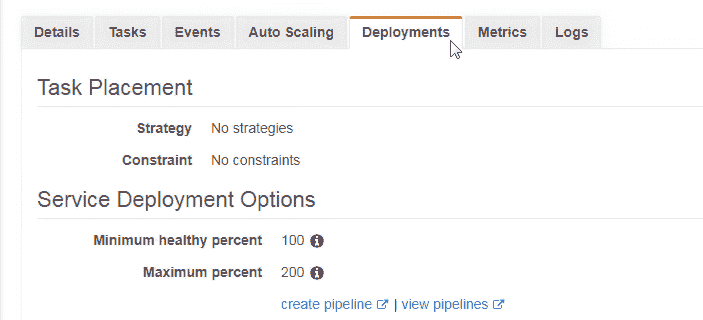 Details Tasks Events Auto Scaling Deployments Metrics Logs
Task Placement
Strategy No strategies
Constraint No constraints
Service Deployment Options
Minimum healthy percent 100
Maximum percent 200
create pipeline | view pipelines